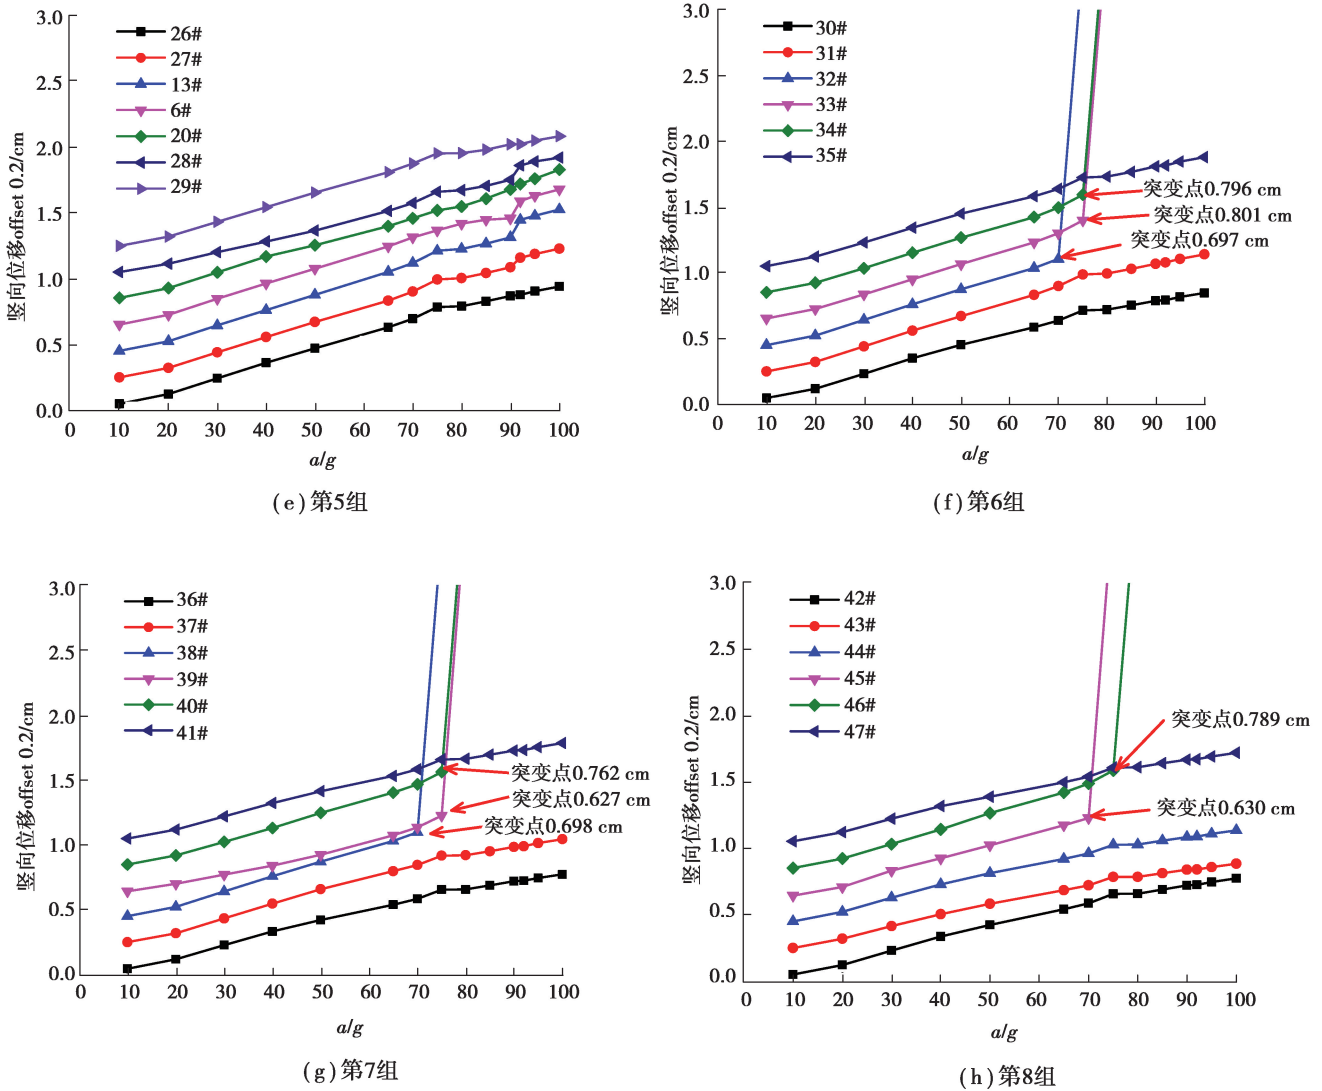 3.0
2.5
2.0
1.5
1.0
0.5
0.0
竖向位移offset 0.2/cm
26#
27#
13#
6#
20#
28#
29#
0 10 20 30 40 50 60 70 80 90 100
a/g
(e)第5组
3.0
2.5
2.0
1.5
1.0
0.5
0.0
竖向位移offset 0.2/cm
30#
31#
32#
33#
34#
35#
突变点0.796 cm
突变点0.801 cm
突变点0.697 cm
0 10 20 30 40 50 60 70 80 90 100
a/g
(f)第6组
3.0
2.5
2.0
1.5
1.0
0.5
0.0
竖向位移offset 0.2/cm
36#
37#
38#
39#
40#
41#
突变点0.762 cm
突变点0.627 cm
突变点0.698 cm
0 10 20 30 40 50 60 70 80 90 100
a/g
(g)第7组
3.0
2.5
2.0
1.5
1.0
0.5
0.0
竖向位移offset 0.2/cm
42#
43#
44#
45#
46#
47#
突变点0.789 cm
突变点0.630 cm
0 10 20 30 40 50 60 70 80 90 100
a/g
(h)第8组